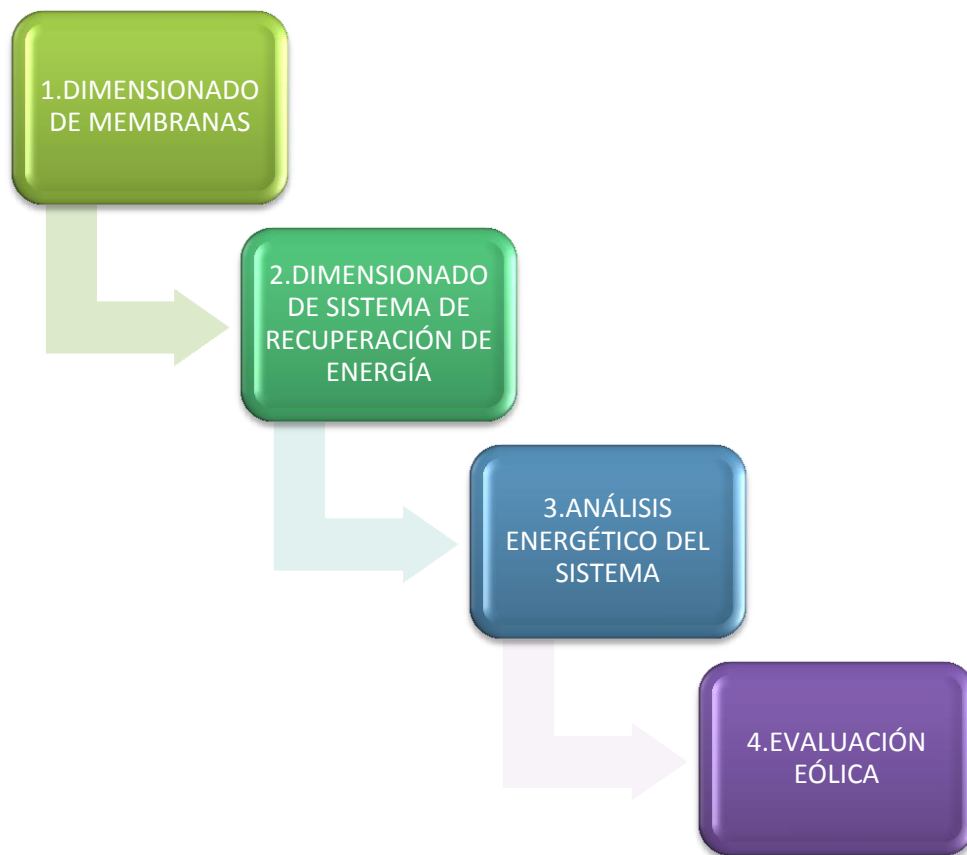 1.DIMENSIONADO
DE MEMBRANAS
2.DIMENSIONADO
DE SISTEMA DE
RECUPERACIÓN DE
ENERGÍA
3.ANÁLISIS
ENERGÉTICO DEL
SISTEMA
4.EVALUACIÓN
EÓLICA